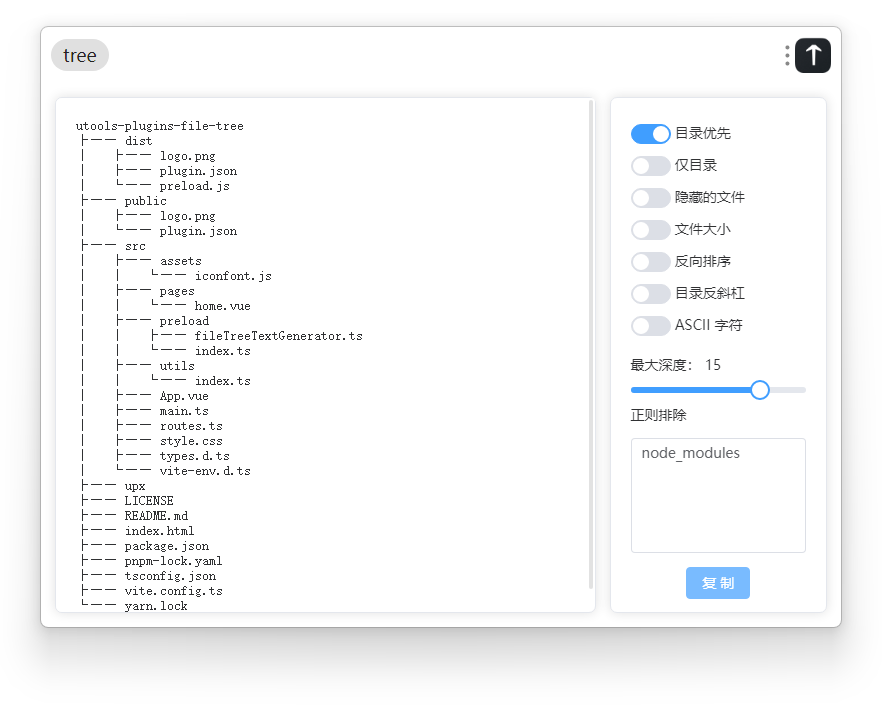 tree
utools-plugins-file-tree
├── dist
│   ├── logo.png
│   ├── plugin.json
│   └── preload.js
├── public
│   ├── logo.png
│   └── plugin.json
├── src
│   ├── assets
│   │   └── iconfont.js
│   ├── pages
│   │   └── home.vue
│   ├── preload
│   │   ├── fileTreeTextGenerator.ts
│   │   └── index.ts
│   ├── utils
│   │   └── index.ts
│   ├── App.vue
│   ├── main.ts
│   ├── routes.ts
│   ├── style.css
│   ├── types.d.ts
│   └── vite-env.d.ts
├── upx
├── LICENSE
├── README.md
├── index.html
├── package.json
├── pnpm-lock.yaml
├── tsconfig.json
├── vite.config.ts
└── yarn.lock
目录优先
仅目录
隐藏的文件
文件大小
反向排序
目录反斜杠
ASCII 字符
最大深度: 15
正则排除
node_modules
复制